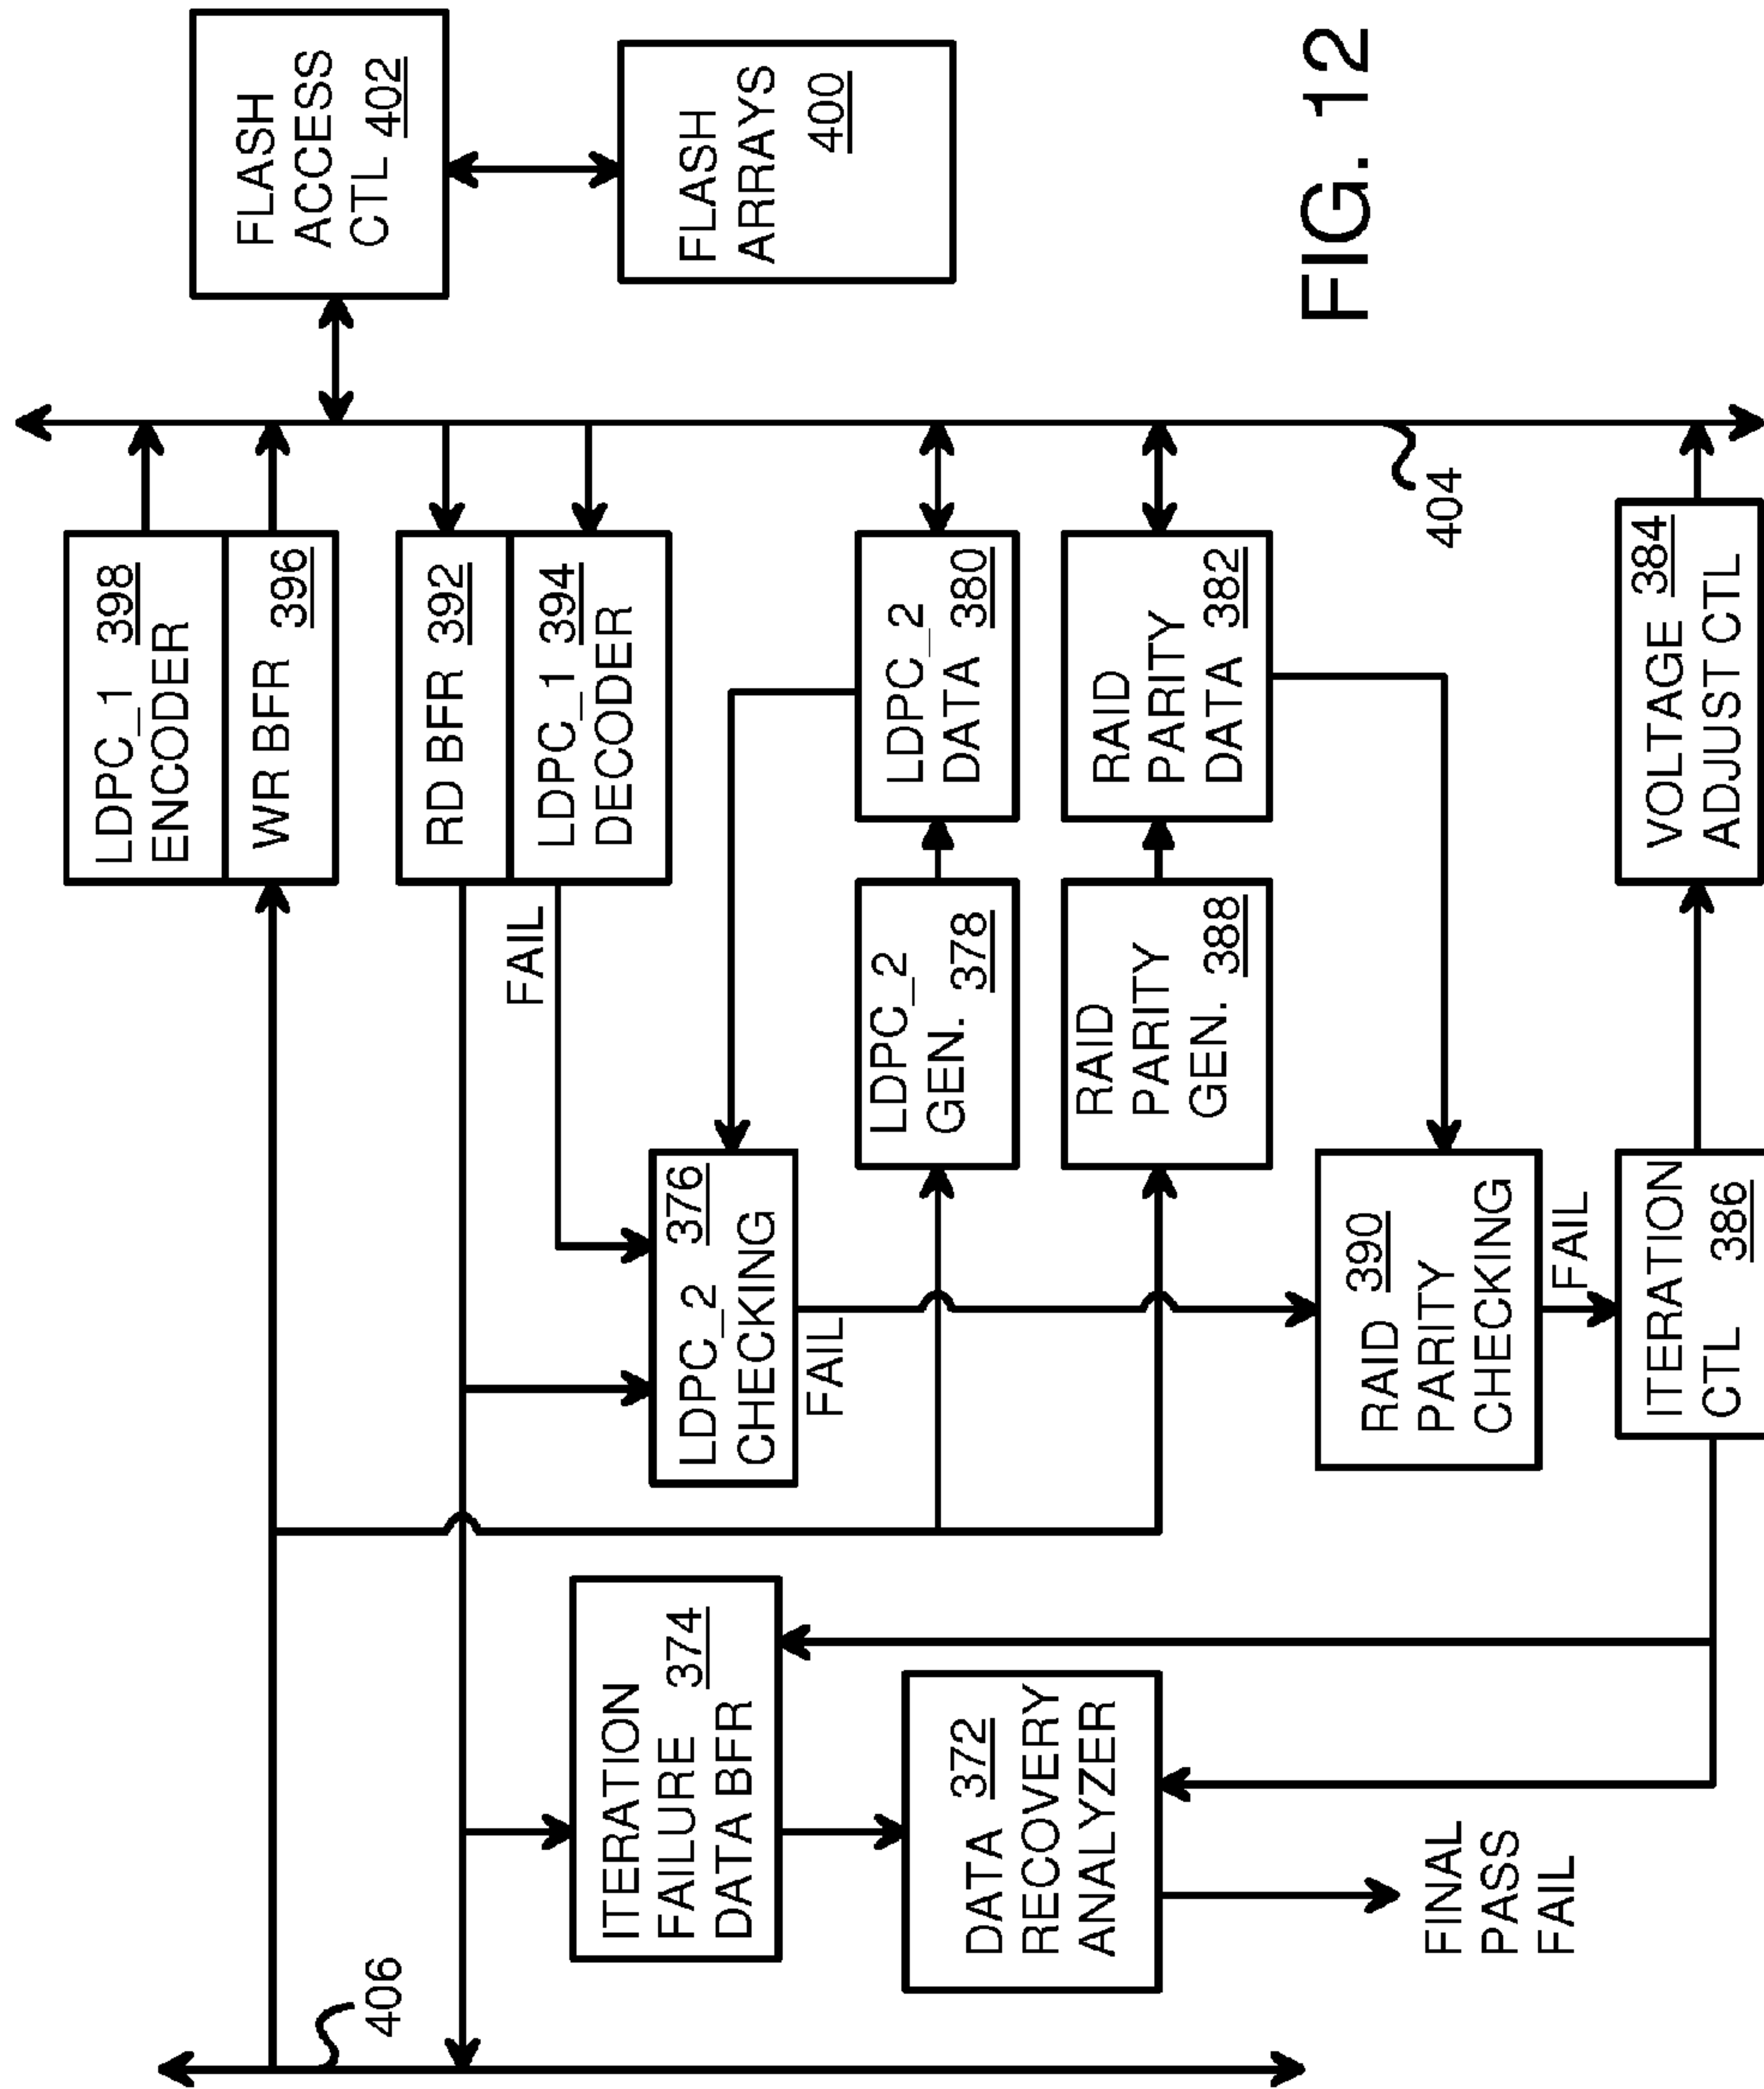 LDPC_1 398
ENCODER
WR BFR 396
FLASH
ACCESS
CTL 402
RD BFR 392
LDPC_1 394
DECODER
FAIL
FLASH
ARRAYS
400
406
ITERATION
FAILURE
374
DATA BFR
LDPC_2 376
CHECKING
FAIL
LDPC_2
GEN. 378
LDPC_2
DATA 380
DATA 372
RECOVERY
ANALYZER
RAID
PARITY
GEN. 388
RAID
PARITY
DATA 382
FINAL
PASS
FAIL
RAID 390
PARITY
CHECKING
FAIL
404
FIG. 12
ITERATION
CTL 386
VOLTAGE 384
ADJUST CTL